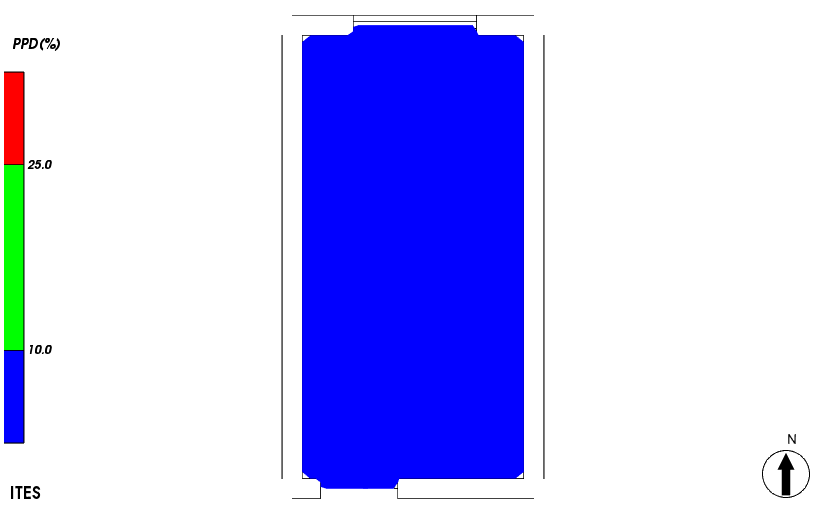 PPD(%)
25.0
10.0
N
ITES